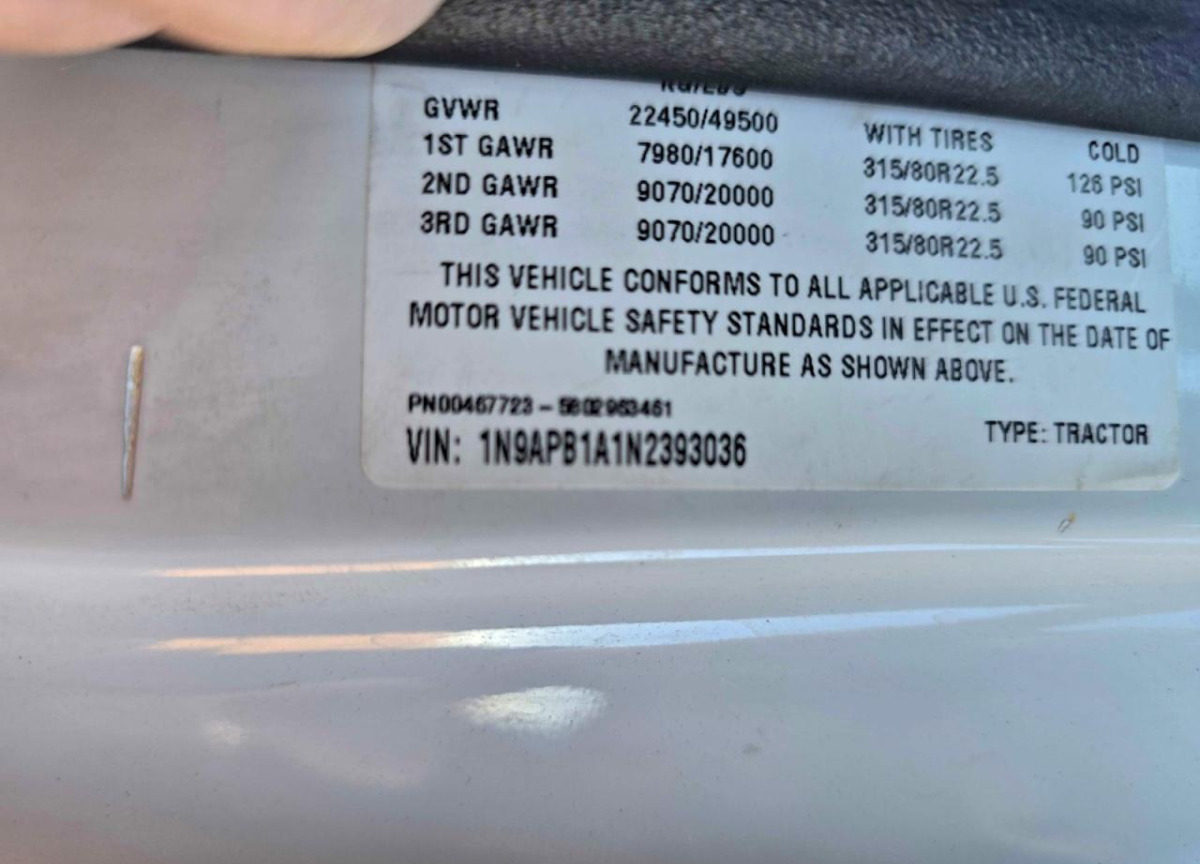 KG/LBS
GVWR 22450/49500 WITH TIRES COLD
1ST GAWR 7980/17600 315/80R22.5 126 PSI
2ND GAWR 9070/20000 315/80R22.5 90 PSI
3RD GAWR 9070/20000 315/80R22.5 90 PSI
THIS VEHICLE CONFORMS TO ALL APPLICABLE U.S. FEDERAL
MOTOR VEHICLE SAFETY STANDARDS IN EFFECT ON THE DATE OF
MANUFACTURE AS SHOWN ABOVE.
PN00467723 - 5802953461
VIN: 1N9APB1A1N2393036 TYPE: TRACTOR